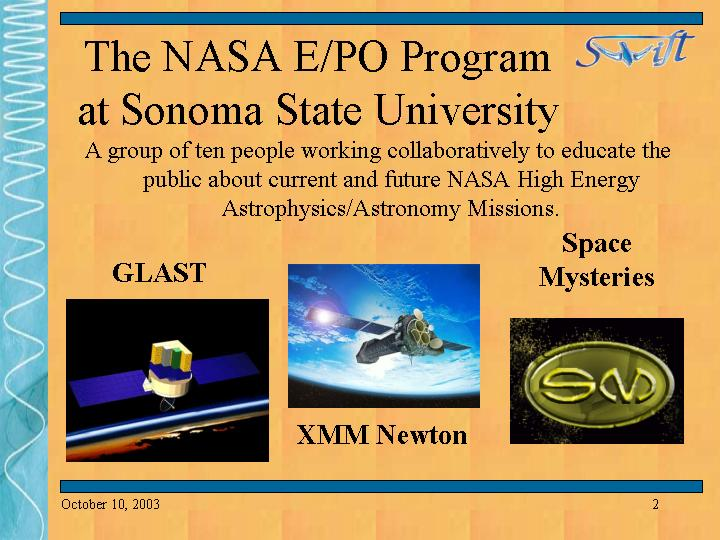 The NASA E/PO Program
at Sonoma State University
Swift
A group of ten people working collaboratively to educate the
public about current and future NASA High Energy
Astrophysics/Astronomy Missions.
GLAST
Space
Mysteries
SM
XMM Newton
October 10, 2003
2